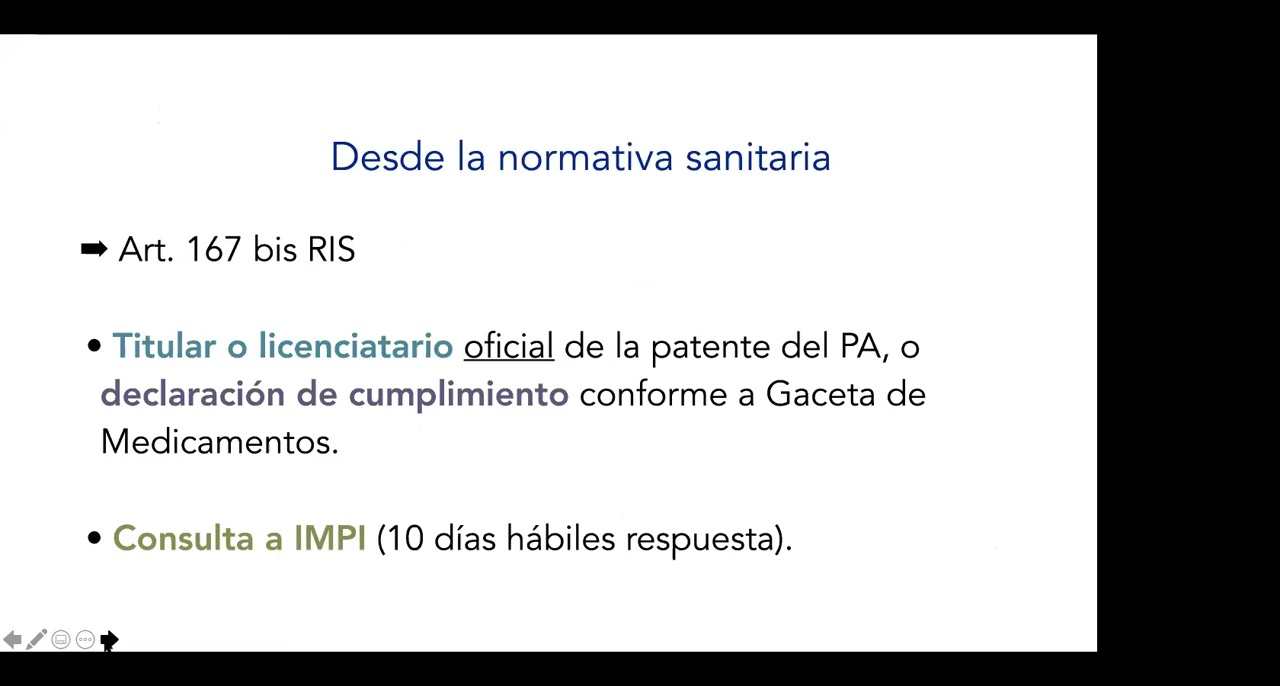 Desde la normativa sanitaria
➡ Art. 167 bis RIS
• Titular o licenciatario oficial de la patente del PA, o
declaración de cumplimiento conforme a Gaceta de
Medicamentos.
• Consulta a IMPI (10 días hábiles respuesta).